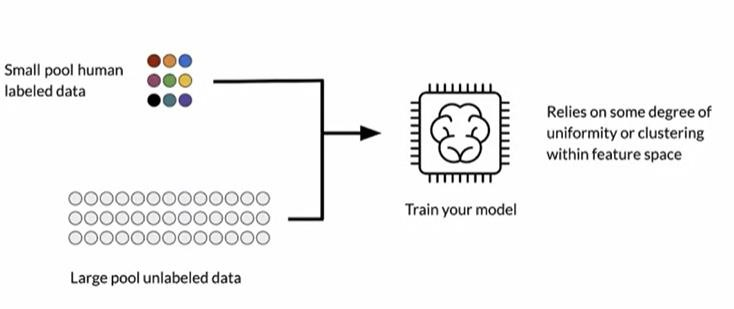 Small pool human
labeled data
Large pool unlabeled data
Train your model
Relies on some degree of
uniformity or clustering
within feature space